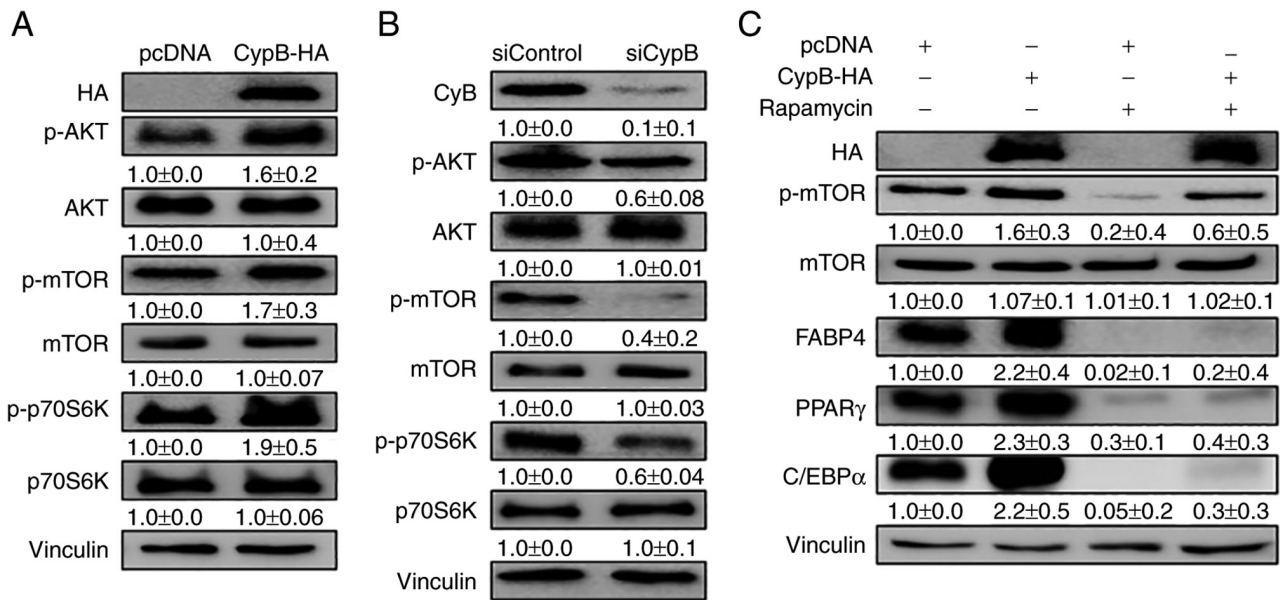 A
pcDNA CypB-HA
HA
p-AKT
1.0±0.0 1.6±0.2
AKT
1.0±0.0 1.0±0.4
p-mTOR
1.0±0.0 1.7±0.3
mTOR
1.0±0.0 1.0±0.07
p-p70S6K
1.0±0.0 1.9±0.5
p70S6K
1.0±0.0 1.0±0.06
Vinculin
B
siControl siCypB
CyB
1.0±0.0 0.1±0.1
p-AKT
1.0±0.0 0.6±0.08
AKT
1.0±0.0 1.0±0.01
p-mTOR
1.0±0.0 0.4±0.2
mTOR
1.0±0.0 1.0±0.03
p-p70S6K
1.0±0.0 0.6±0.04
p70S6K
1.0±0.0 1.0±0.1
Vinculin
C
pcDNA + − + −
CypB-HA − + − +
Rapamycin − − + +
HA
p-mTOR
1.0±0.0 1.6±0.3 0.2±0.4 0.6±0.5
mTOR
1.0±0.0 1.07±0.1 1.01±0.1 1.02±0.1
FABP4
1.0±0.0 2.2±0.4 0.02±0.1 0.2±0.4
PPARγ
1.0±0.0 2.3±0.3 0.3±0.1 0.4±0.3
C/EBPα
1.0±0.0 2.2±0.5 0.05±0.2 0.3±0.3
Vinculin